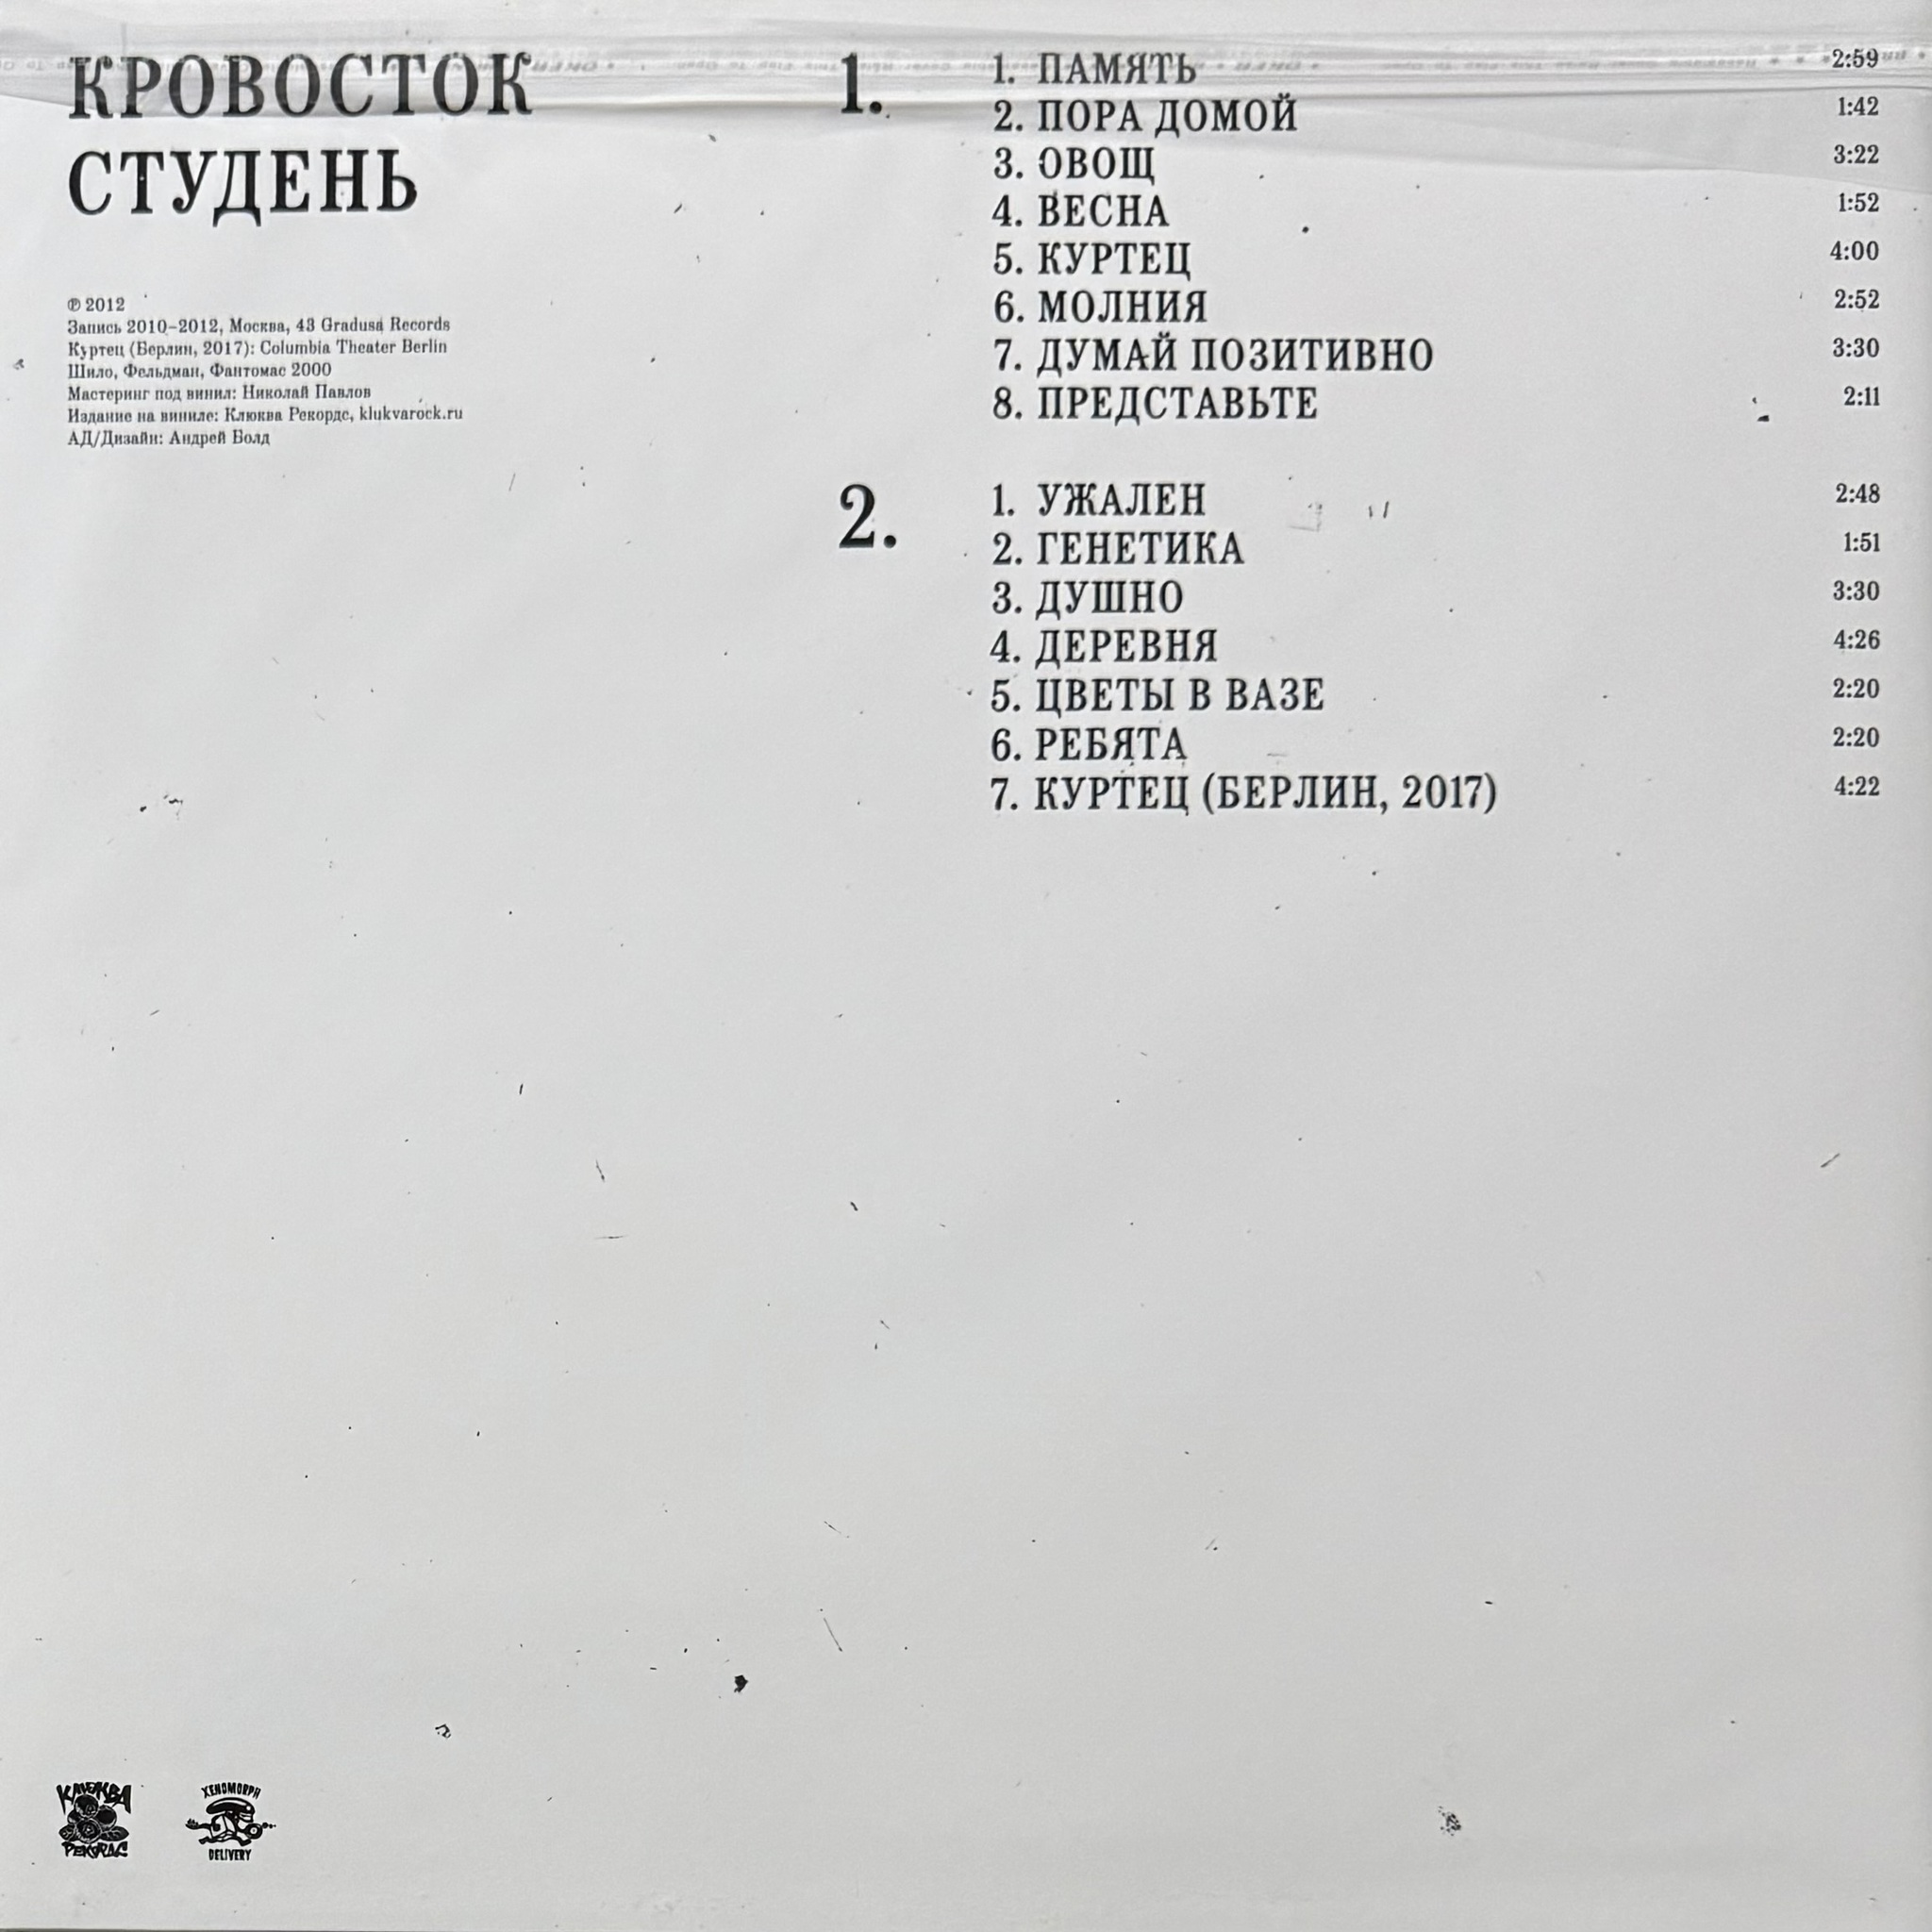 КРОВОСТОК
СТУДЕНЬ
℗ 2012
Запись 2010–2012, Москва, 43 Gradusa Records
Куртец (Берлин, 2017): Columbia Theater Berlin
Шило, Фельдман, Фантомас 2000
Мастеринг под винил: Николай Павлов
Издание на виниле: Клюква Рекордс, klukvarock.ru
АД/Дизайн: Андрей Болд
1.
1. ПАМЯТЬ 2:59
2. ПОРА ДОМОЙ 1:42
3. ОВОЩ 3:22
4. ВЕСНА 1:52
5. КУРТЕЦ 4:00
6. МОЛНИЯ 2:52
7. ДУМАЙ ПОЗИТИВНО 3:30
8. ПРЕДСТАВЬТЕ 2:11
2.
1. УЖАЛЕН 2:48
2. ГЕНЕТИКА 1:51
3. ДУШНО 3:30
4. ДЕРЕВНЯ 4:26
5. ЦВЕТЫ В ВАЗЕ 2:20
6. РЕБЯТА 2:20
7. КУРТЕЦ (БЕРЛИН, 2017) 4:22
КЛЮКВА
РЕКОРДС
XENOMORPH
DELIVERY